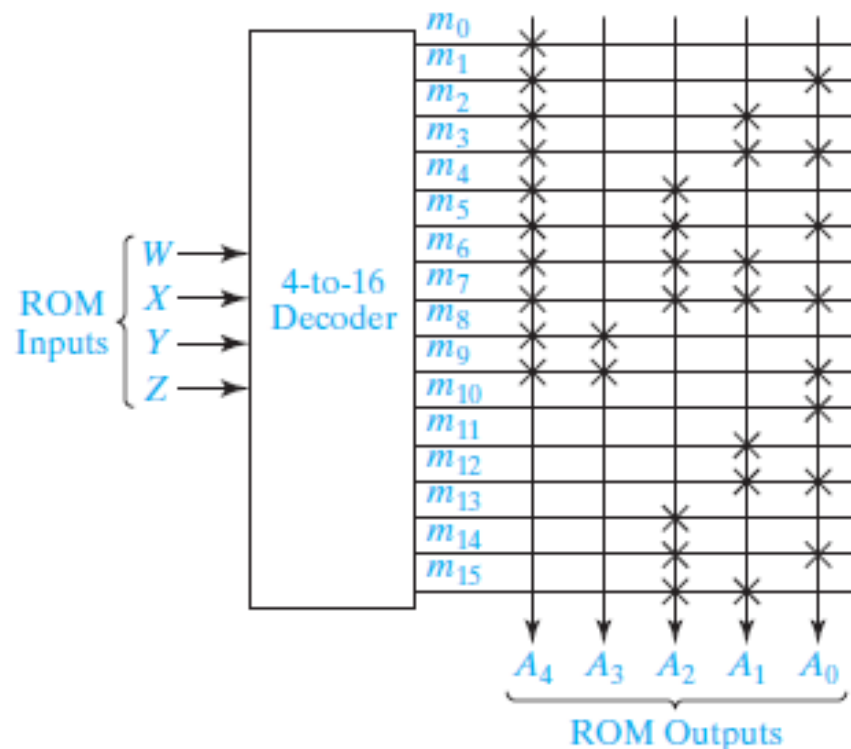 m0
m1
m2
m3
m4
m5
m6
m7
m8
m9
m10
m11
m12
m13
m14
m15
ROM
Inputs
W
X
Y
Z
4-to-16
Decoder
A4 A3 A2 A1 A0
ROM Outputs